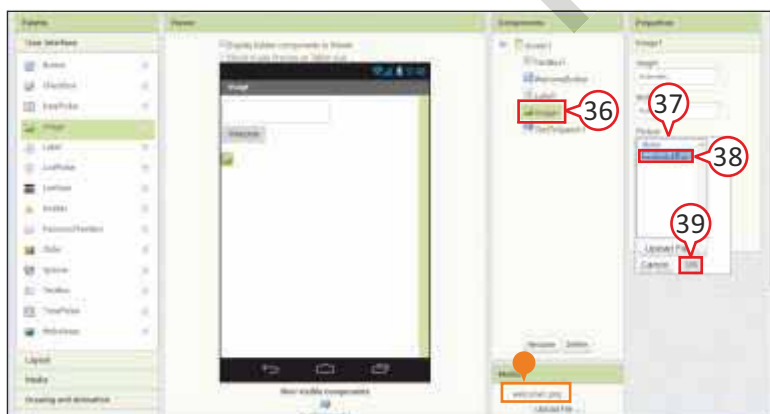 Palette
Viewer
Components
Properties
User Interface
Button
CheckBox
DatePicker
Image
Label
ListPicker
ListView
Notifier
PasswordTextBox
Slider
Spinner
TextBox
TimePicker
WebViewer
Layout
Media
Drawing and Animation
Display hidden components in Viewer
Image
Welcome
Non-visible components
Screen1
TextBox1
WelcomeButton
Label1
Image1
TextToSpeech1
Rename Delete
Media
welcome.png
Upload File ...
Image1
Height
Picture
None
Upload File
Cancel OK
36
37
38
39